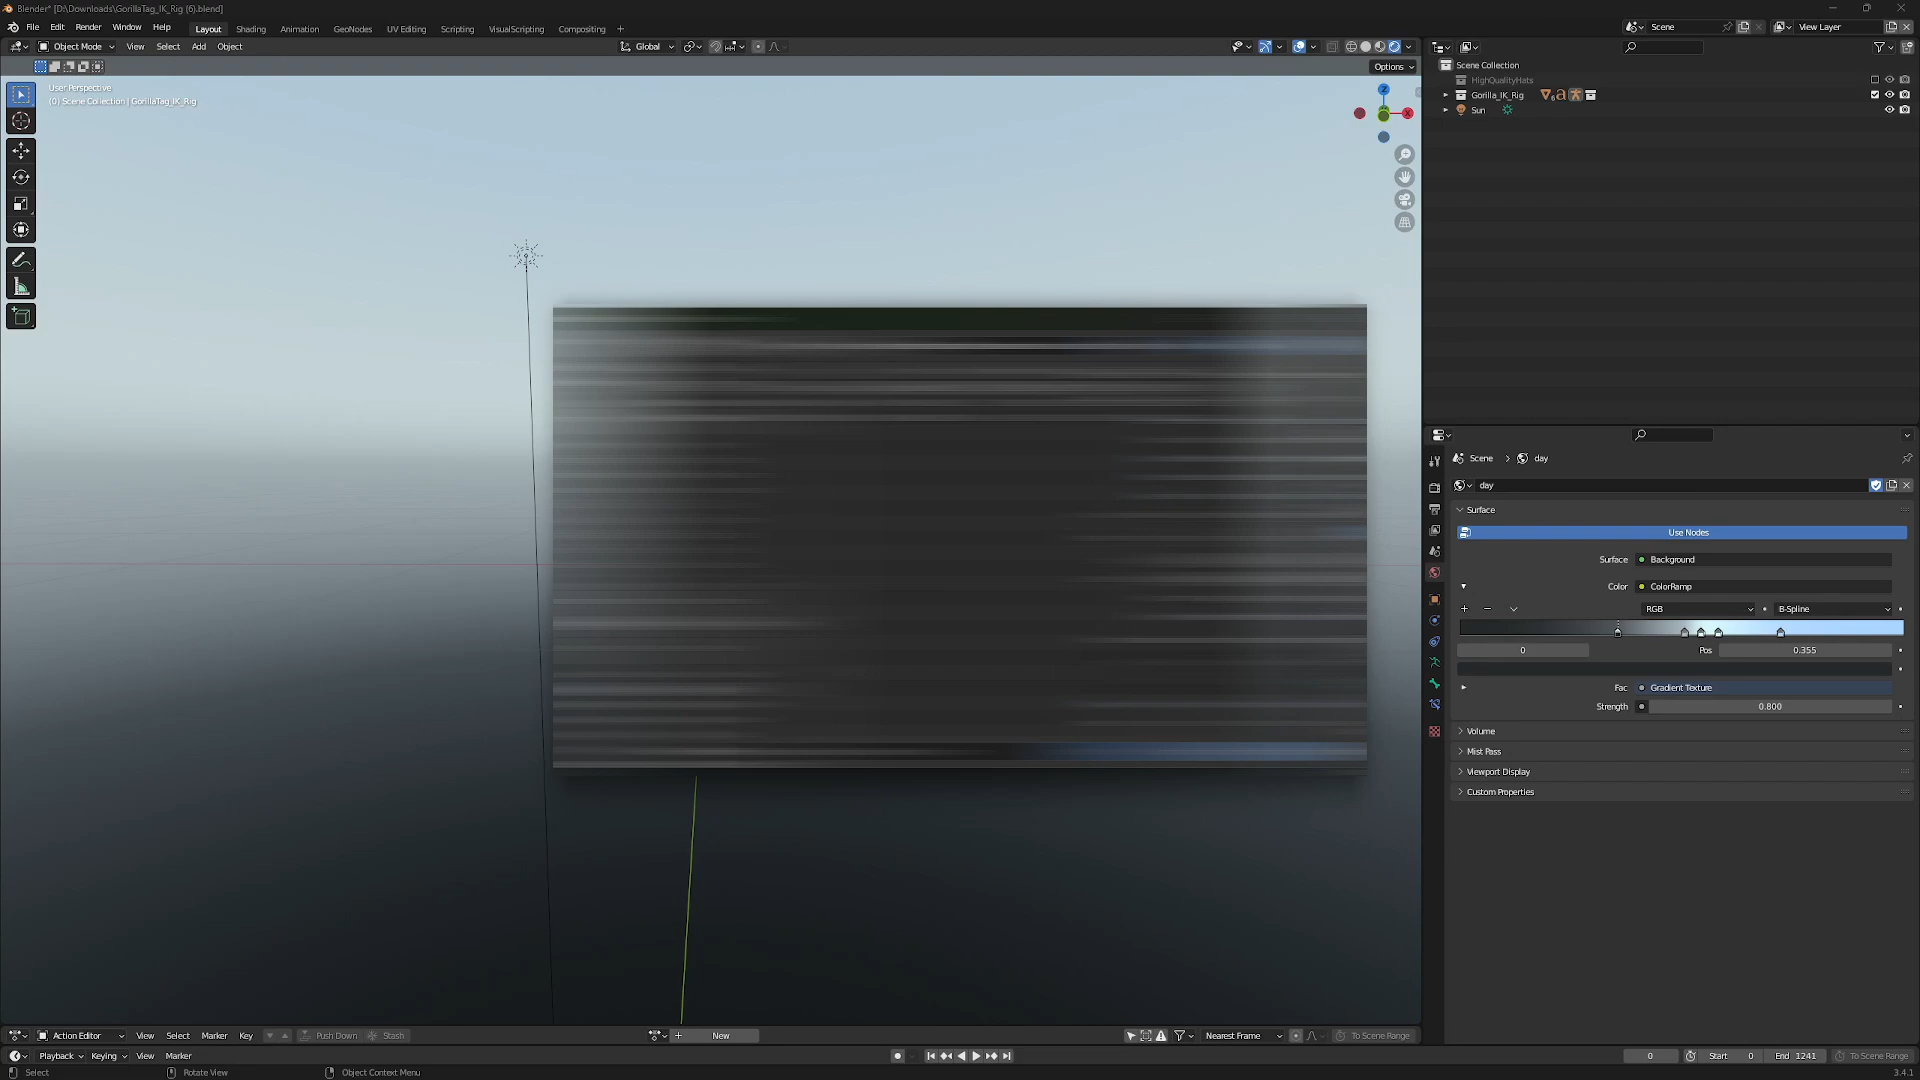 Blender* [D:\Downloads\GorillaTag_IK_Rig (6).blend]
File Edit Render Window Help
Layout Shading Animation GeoNodes UV Editing Scripting VisualScripting Compositing +
Scene
View Layer
Object Mode View Select Add Object
Global
Options
User Perspective
(0) Scene Collection | GorillaTag_IK_Rig
Z
X
Scene Collection
HighQualityHats
Gorilla_IK_Rig
6
Sun
Scene > day
day
Surface
Use Nodes
Surface Background
Color ColorRamp
RGB B-Spline
0 Pos 0.355
Fac Gradient Texture
Strength 0.800
Volume
Mist Pass
Viewport Display
Custom Properties
Action Editor View Select Marker Key Push Down Stash
New
Nearest Frame
To Scene Range
Playback Keying View Marker
0 Start 0 End 1241 To Scene Range
Select Rotate View Object Context Menu
3.4.1